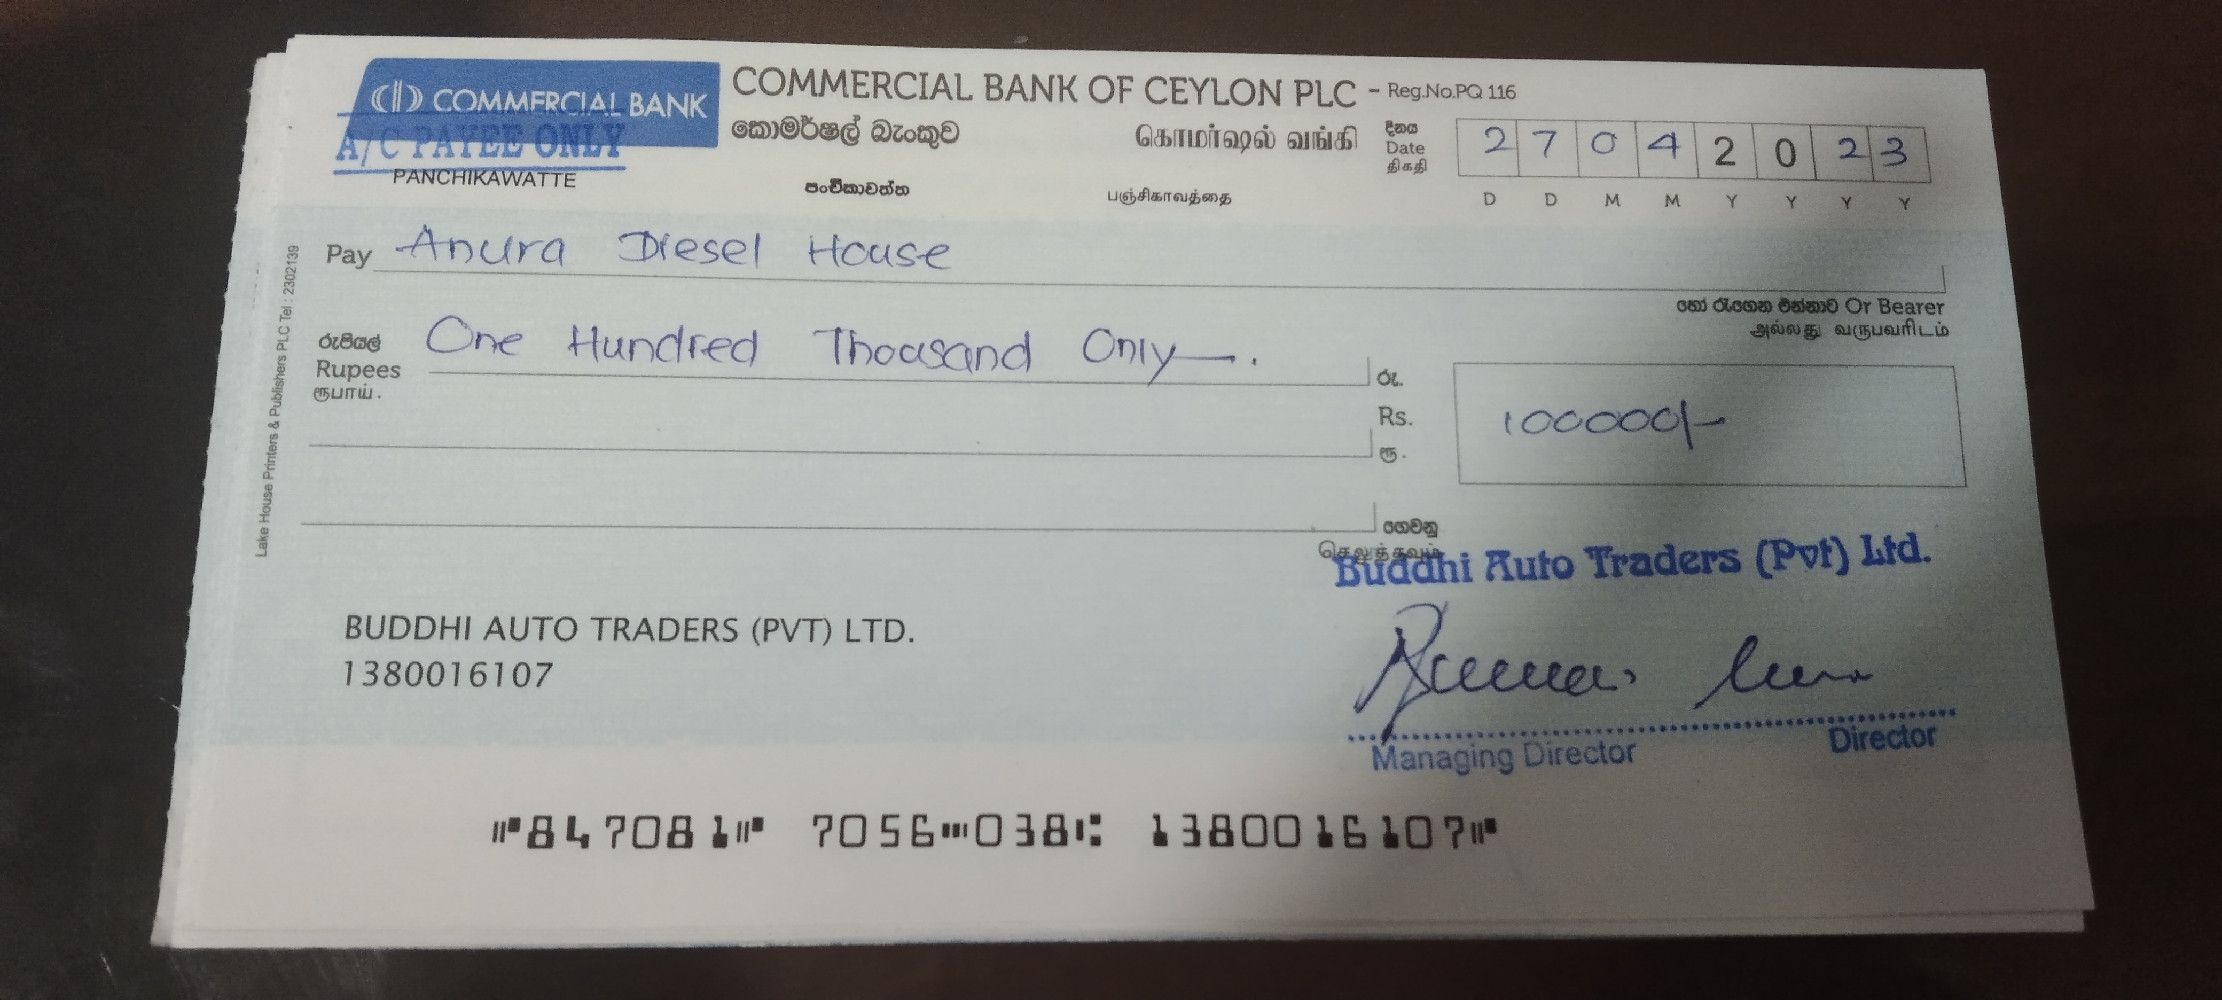 COMMERCIAL BANK
A/C PAYEE ONLY
PANCHIKAWATTE
COMMERCIAL BANK OF CEYLON PLC - Reg.No.PQ 116
කොමර්ෂල් බැංකුව கொமர்ஷல் வங்கி
පංචිකාවත්ත பஞ்சிகாவத்தை
දිනය
Date
திகதி
2 7 0 4 2 0 2 3
D D M M Y Y Y Y
Pay Anura Diesel House
හෝ රැගෙන එන්නාට Or Bearer
அல்லது வருபவரிடம்
රුපියල්
Rupees
ரூபாய்.
One Hundred Thousand Only
රු.
Rs.
ரூ.
100000/-
ගෙවනු
செலுத்தவும்
Lake House Printers & Publishers PLC Tel : 2302139
Buddhi Auto Traders (Pvt) Ltd.
BUDDHI AUTO TRADERS (PVT) LTD.
1380016107
Managing Director Director
⑈847081⑈ 7056⑉038⑆ 1380016107⑈